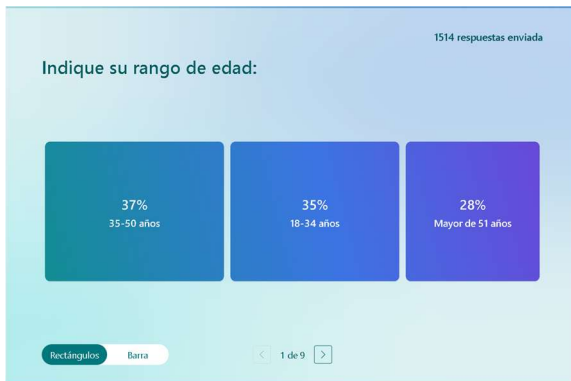 1514 respuestas enviada
Indique su rango de edad:
37%
35-50 años
35%
18-34 años
28%
Mayor de 51 años
Rectángulos
Barra
1 de 9